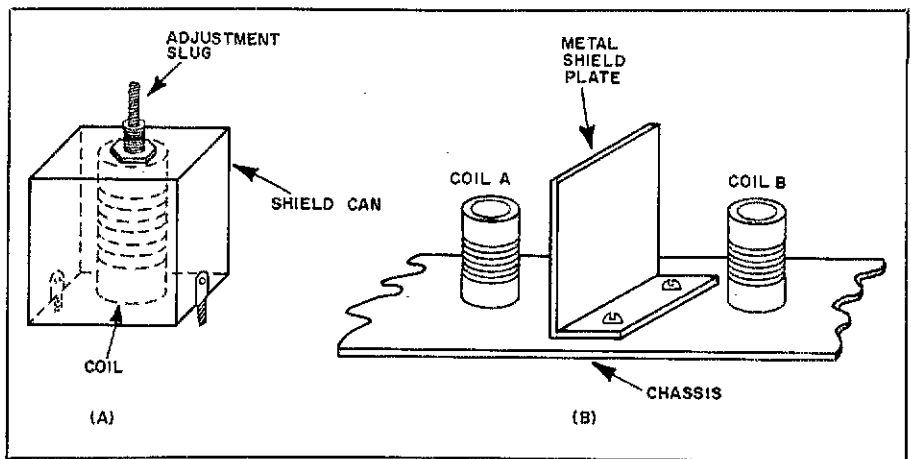 ADJUSTMENT
SLUG
SHIELD CAN
COIL
(A)
METAL
SHIELD
PLATE
COIL A
COIL B
CHASSIS
(B)